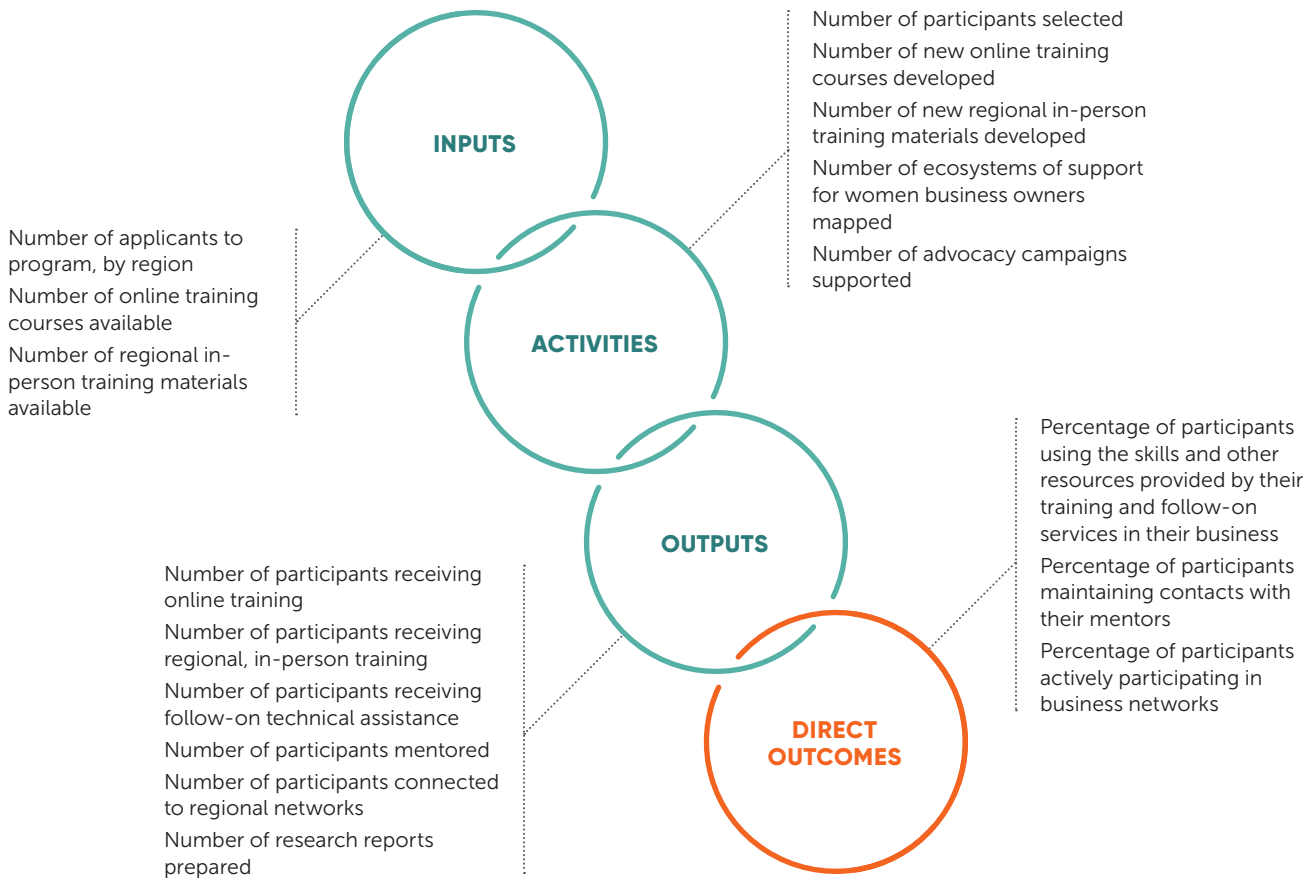 INPUTS
Number of applicants to
program, by region
Number of online training
courses available
Number of regional in-
person training materials
available
ACTIVITIES
Number of participants selected
Number of new online training
courses developed
Number of new regional in-person
training materials developed
Number of ecosystems of support
for women business owners
mapped
Number of advocacy campaigns
supported
OUTPUTS
Number of participants receiving
online training
Number of participants receiving
regional, in-person training
Number of participants receiving
follow-on technical assistance
Number of participants mentored
Number of participants connected
to regional networks
Number of research reports
prepared
DIRECT
OUTCOMES
Percentage of participants
using the skills and other
resources provided by their
training and follow-on
services in their business
Percentage of participants
maintaining contacts with
their mentors
Percentage of participants
actively participating in
business networks